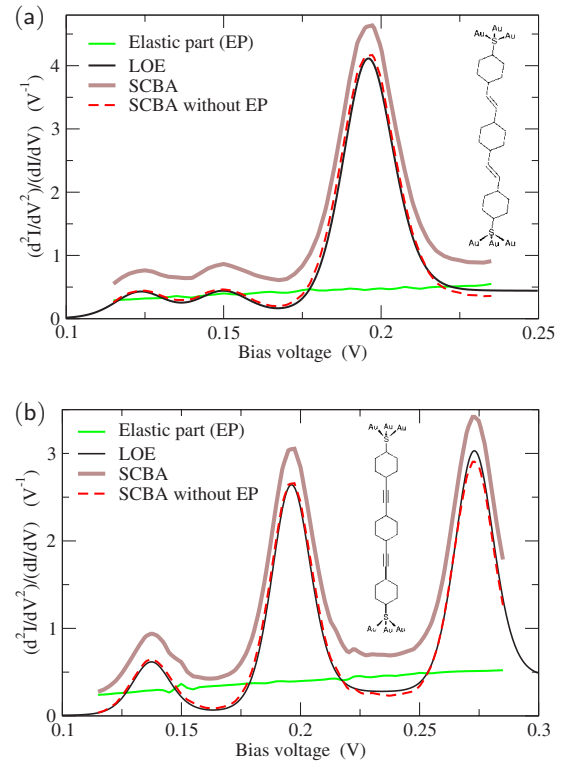 (a)
Elastic part (EP)
LOE
SCBA
SCBA without EP
Au Au Au
S
S
Au Au Au
(d²I/dV²)/(dI/dV) (V⁻¹)
4
3
2
1
0
0.1 0.15 0.2 0.25
Bias voltage (V)
(b)
Elastic part (EP)
LOE
SCBA
SCBA without EP
Au Au Au
S
S
Au Au Au
(d²I/dV²)/(dI/dV) (V⁻¹)
3
2
1
0
0.1 0.15 0.2 0.25 0.3
Bias voltage (V)